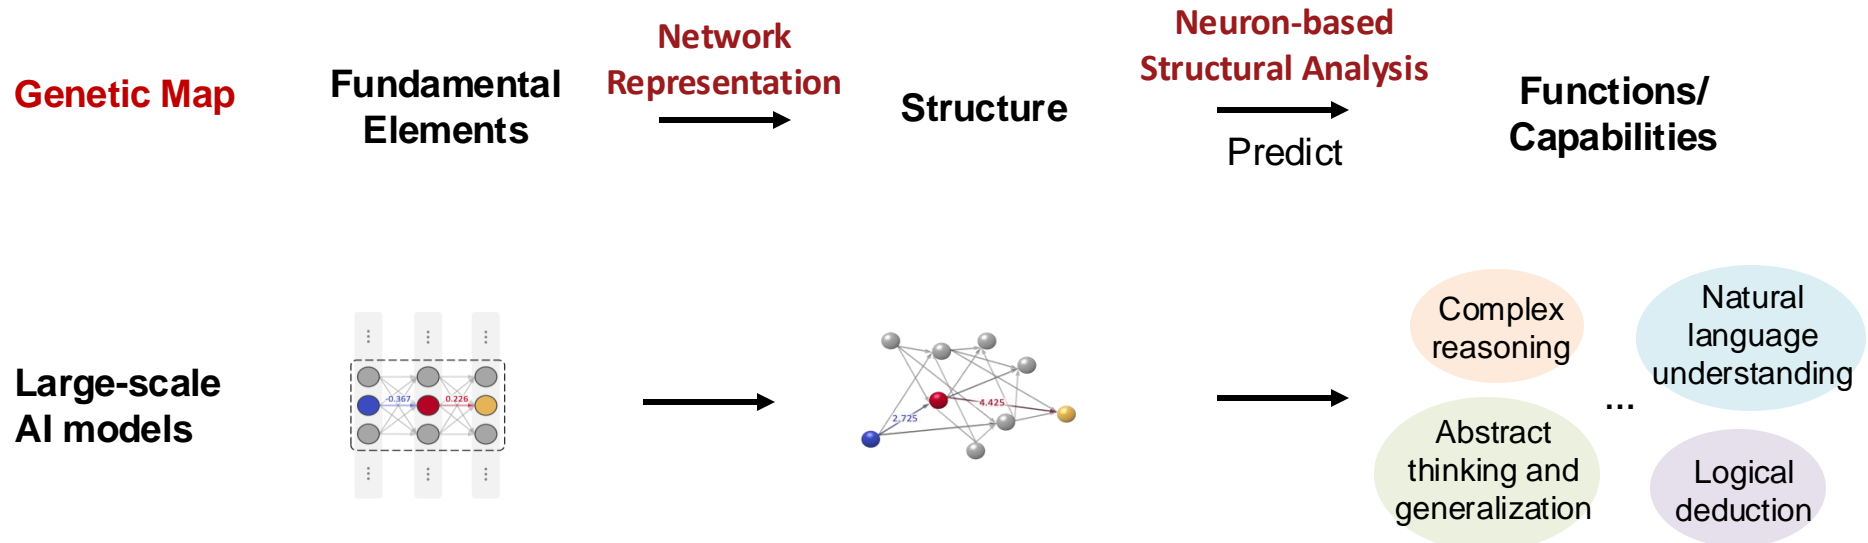 Genetic Map
Fundamental
Elements
Network
Representation
Structure
Neuron-based
Structural Analysis
Predict
Functions/
Capabilities
Large-scale
AI models
-0.367
0.226
2.725
4.425
Complex
reasoning
Natural
language
understanding
...
Abstract
thinking and
generalization
Logical
deduction